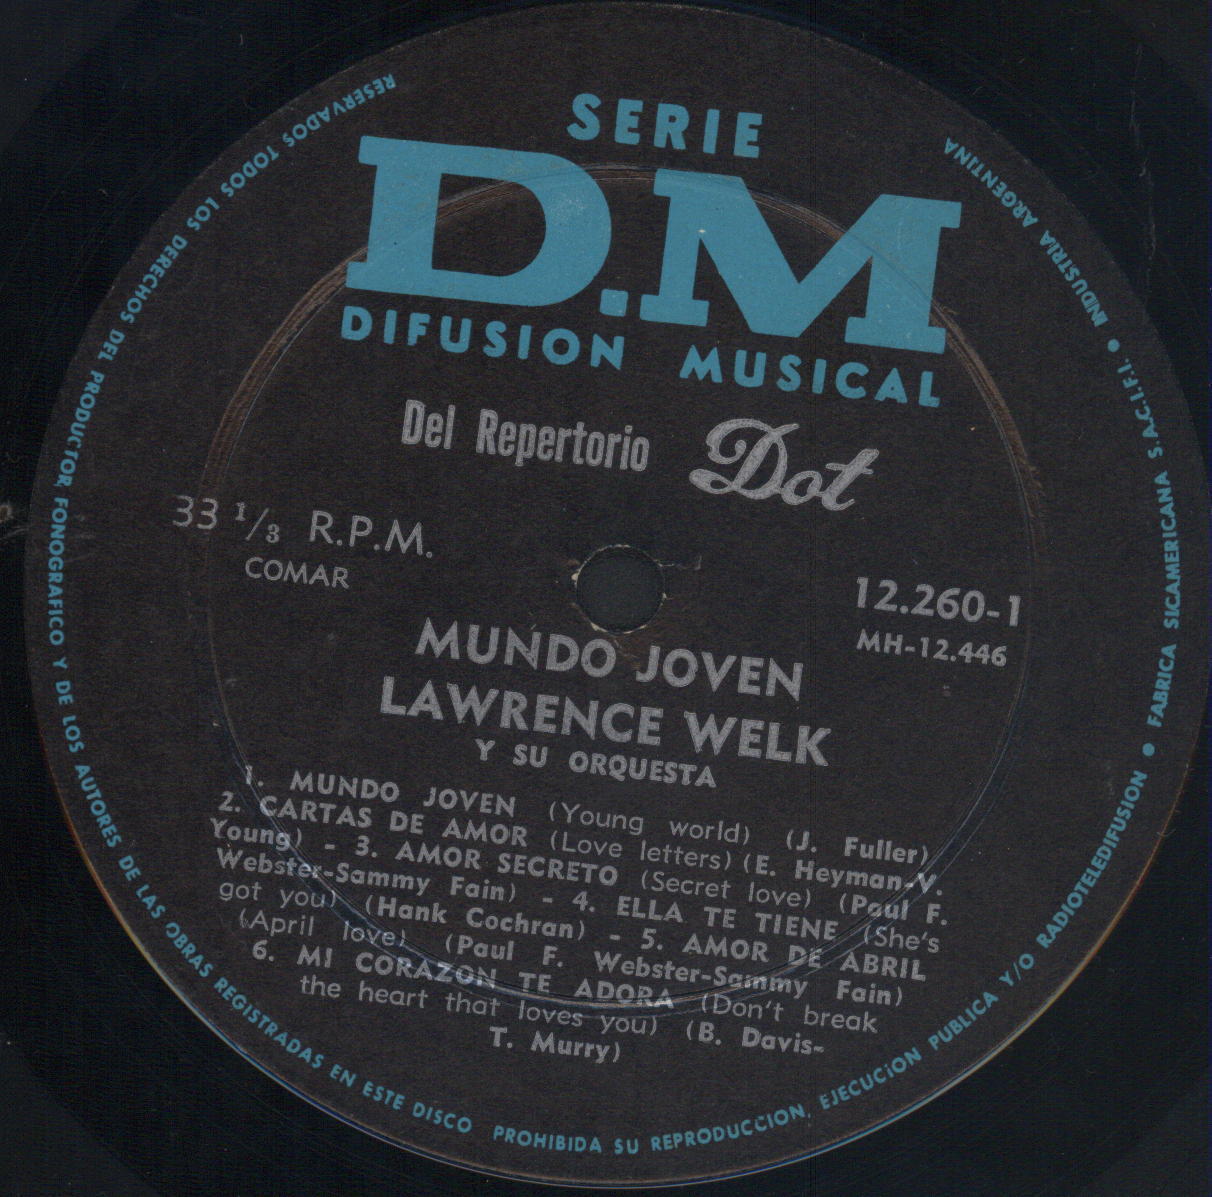 SERIE
D.M
DIFUSION MUSICAL
Del Repertorio Dot
33 1/3 R.P.M.
COMAR
12.260-1
MH-12.446
MUNDO JOVEN
LAWRENCE WELK
Y SU ORQUESTA
1. MUNDO JOVEN (Young world) (J. Fuller)
2. CARTAS DE AMOR (Love letters) (E. Heyman-V.
Young) - 3. AMOR SECRETO (Secret love) (Paul F.
Webster-Sammy Fain) - 4. ELLA TE TIENE (She's
got you) (Hank Cochran) - 5. AMOR DE ABRIL
(April love) (Paul F. Webster-Sammy Fain)
6. MI CORAZON TE ADORA (Don't break
the heart that loves you) (B. Davis-
T. Murry)
RESERVADOS TODOS LOS DERECHOS DEL PRODUCTOR FONOGRAFICO Y DE LOS AUTORES DE LAS OBRAS REGISTRADAS EN ESTE DISCO PROHIBIDA SU REPRODUCCION, EJECUCION PUBLICA Y/O RADIOTELEDIFUSION • FABRICA SICAMERICANA S.A.C.I.F.I. • INDUSTRIA ARGENTINA